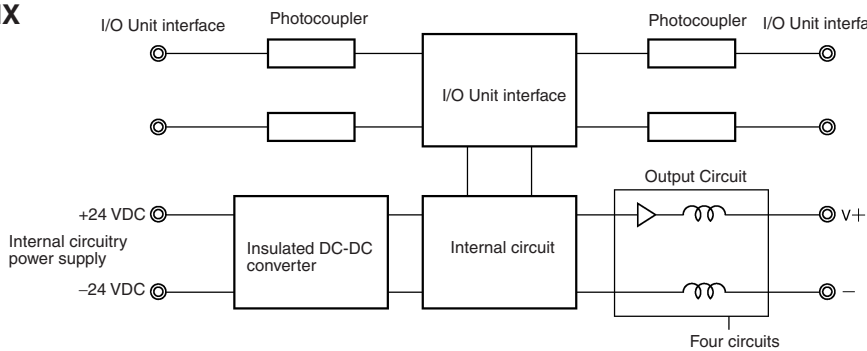 I/O Unit interface
Photocoupler
Photocoupler
I/O Unit
I/O Unit interface
Output Circuit
+24 VDC
V+
Internal circuitry
power supply
Insulated DC-DC
converter
Internal circuit
−24 VDC
−
Four circuits